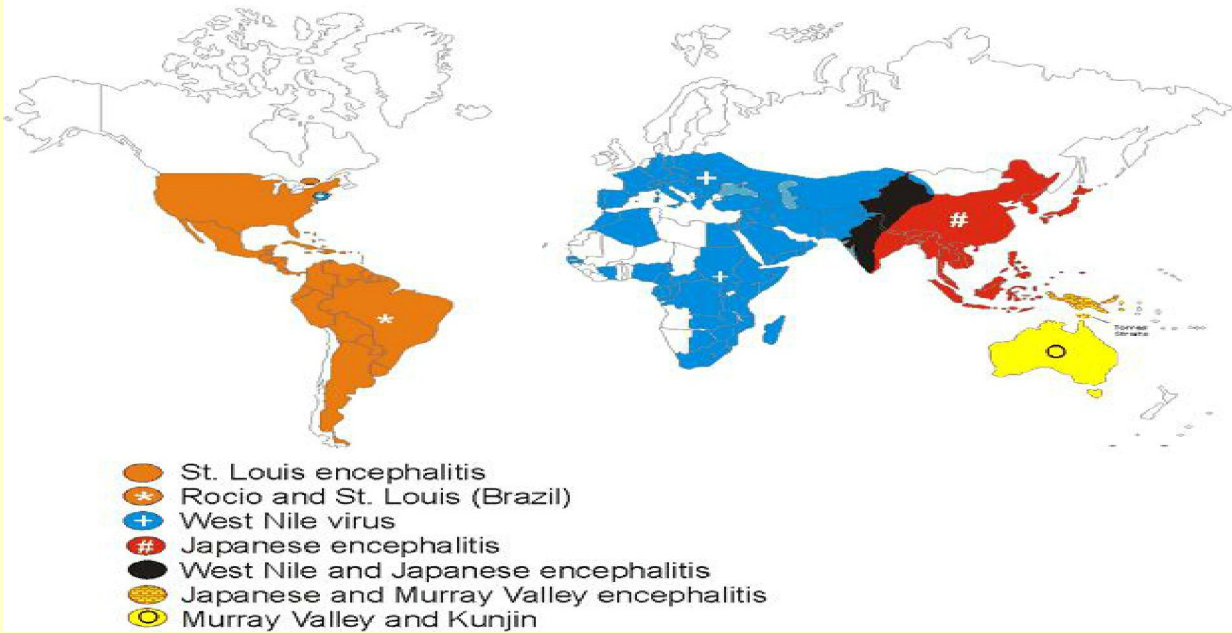 Torres
Straits
St. Louis encephalitis
* Rocio and St. Louis (Brazil)
+ West Nile virus
# Japanese encephalitis
West Nile and Japanese encephalitis
Japanese and Murray Valley encephalitis
Murray Valley and Kunjin